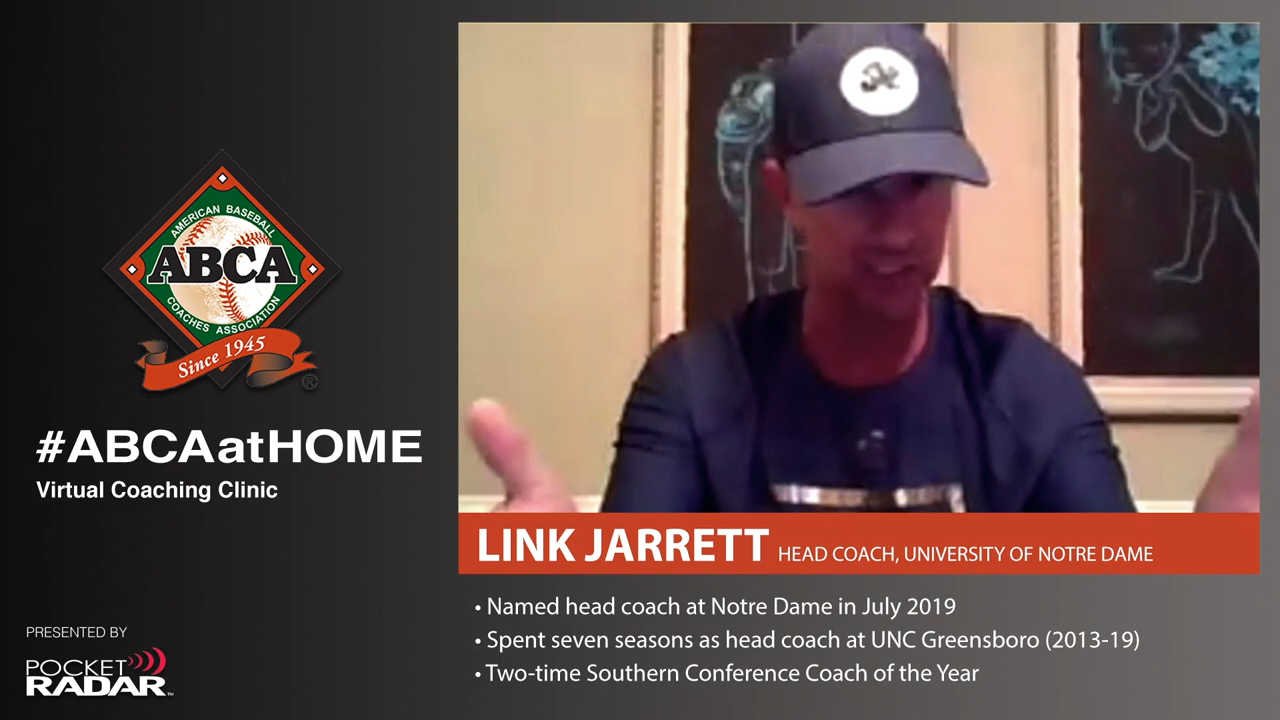 AMERICAN BASEBALL
ABCA
COACHES ASSOCIATION
Since 1945
®
#ABCAatHOME
Virtual Coaching Clinic
PRESENTED BY
POCKET
RADAR™
LINK JARRETT HEAD COACH, UNIVERSITY OF NOTRE DAME
• Named head coach at Notre Dame in July 2019
• Spent seven seasons as head coach at UNC Greensboro (2013-19)
• Two-time Southern Conference Coach of the Year